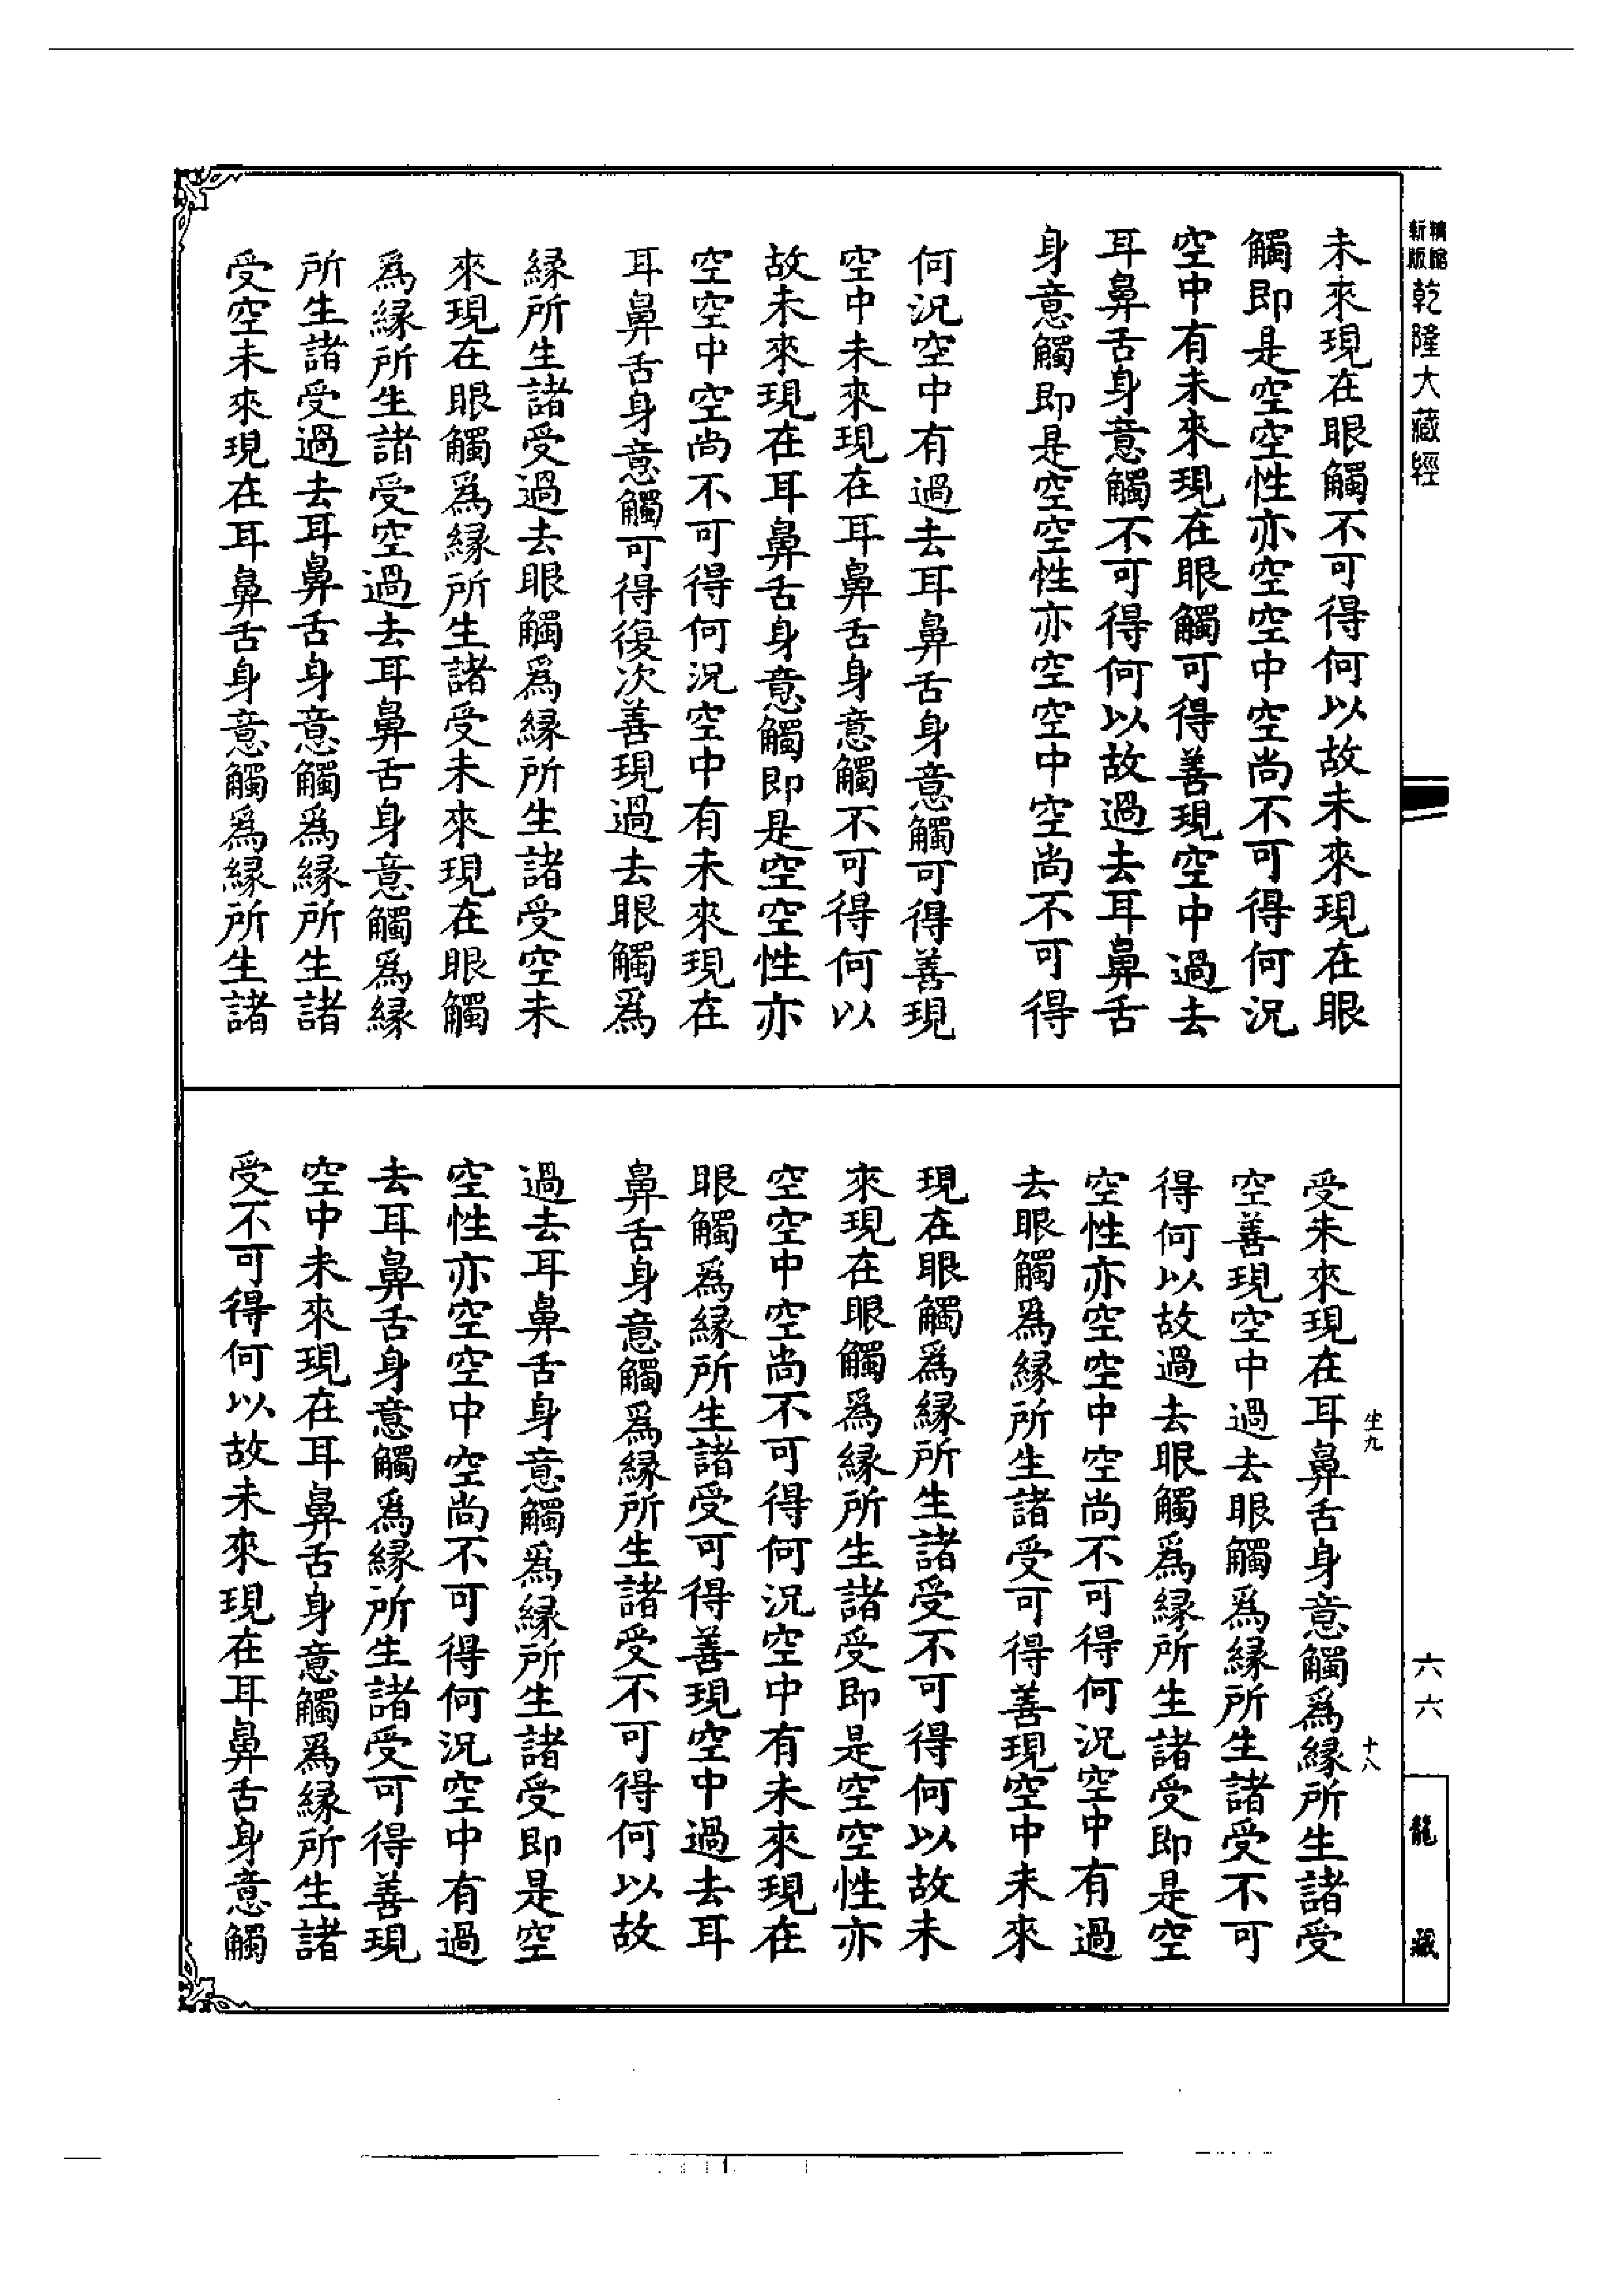 新版
精縮
乾隆大藏經
六六
龍藏
未來現在眼觸不可得何以故未來現在眼
觸即是空空性亦空空中空尚不可得何況
空中有未來現在眼觸可得善現空中過去
耳鼻舌身意觸不可得何以故過去耳鼻舌
身意觸即是空空性亦空空中空尚不可得
何況空中有過去耳鼻舌身意觸可得善現
空中未來現在耳鼻舌身意觸不可得何以
故未來現在耳鼻舌身意觸即是空空性亦
空空中空尚不可得何況空中有未來現在
耳鼻舌身意觸可得復次善現過去眼觸爲
緣所生諸受過去眼觸爲緣所生諸受空未
來現在眼觸爲緣所生諸受未來現在眼觸
爲緣所生諸受空過去耳鼻舌身意觸爲緣
所生諸受過去耳鼻舌身意觸爲緣所生諸
受空未來現在耳鼻舌身意觸爲緣所生諸
生九
十八
受未來現在耳鼻舌身意觸爲緣所生諸受
空善現空中過去眼觸爲緣所生諸受不可
得何以故過去眼觸爲緣所生諸受即是空
空性亦空空中空尚不可得何況空中有過
去眼觸爲緣所生諸受可得善現空中未來
現在眼觸爲緣所生諸受不可得何以故未
來現在眼觸爲緣所生諸受即是空空性亦
空空中空尚不可得何況空中有未來現在
眼觸爲緣所生諸受可得善現空中過去耳
鼻舌身意觸爲緣所生諸受不可得何以故
過去耳鼻舌身意觸爲緣所生諸受即是空
空性亦空空中空尚不可得何況空中有過
去耳鼻舌身意觸爲緣所生諸受可得善現
空中未來現在耳鼻舌身意觸爲緣所生諸
受不可得何以故未來現在耳鼻舌身意觸